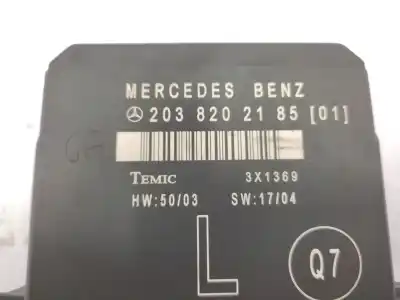 MERCEDES BENZ
203 820 21 85 [01]
TEMIC 3X1369
HW:50/03 SW:17/04
L Q7